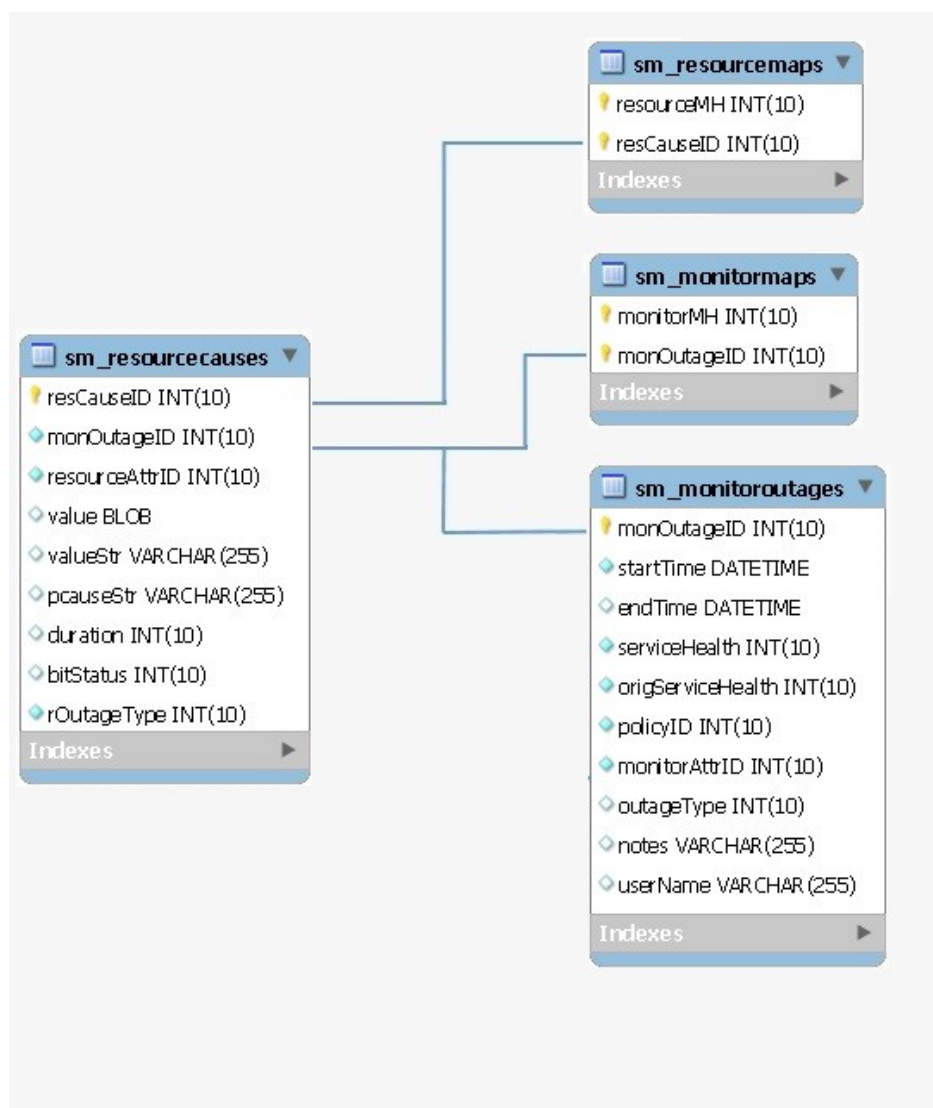 sm_resourcemaps
resourceMH INT(10)
resCauseID INT(10)
Indexes
sm_monitormaps
monitorMH INT(10)
monOutageID INT(10)
Indexes
sm_resourcecauses
resCauseID INT(10)
monOutageID INT(10)
resourceAttrID INT(10)
value BLOB
valueStr VARCHAR(255)
pcauseStr VARCHAR(255)
duration INT(10)
bitStatus INT(10)
rOutageType INT(10)
Indexes
sm_monitoroutages
monOutageID INT(10)
startTime DATETIME
endTime DATETIME
serviceHealth INT(10)
origServiceHealth INT(10)
policyID INT(10)
monitorAttrID INT(10)
outageType INT(10)
notes VARCHAR(255)
userName VARCHAR(255)
Indexes